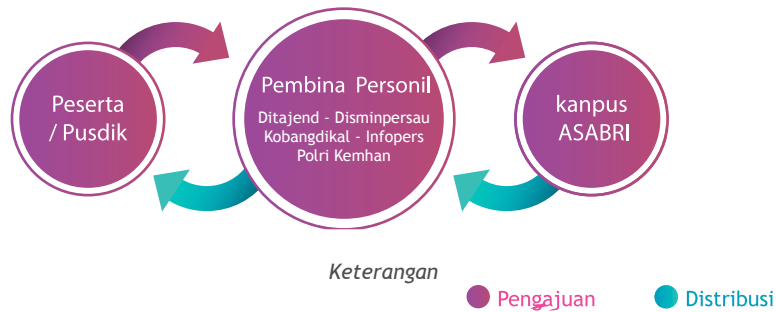 Peserta
/ Pusdik
Pembina Personil
Ditajend - Disminpersau
Kobangdikal - Infopers
Polri Kemhan
kanpus
ASABRI
Keterangan
Pengajuan
Distribusi